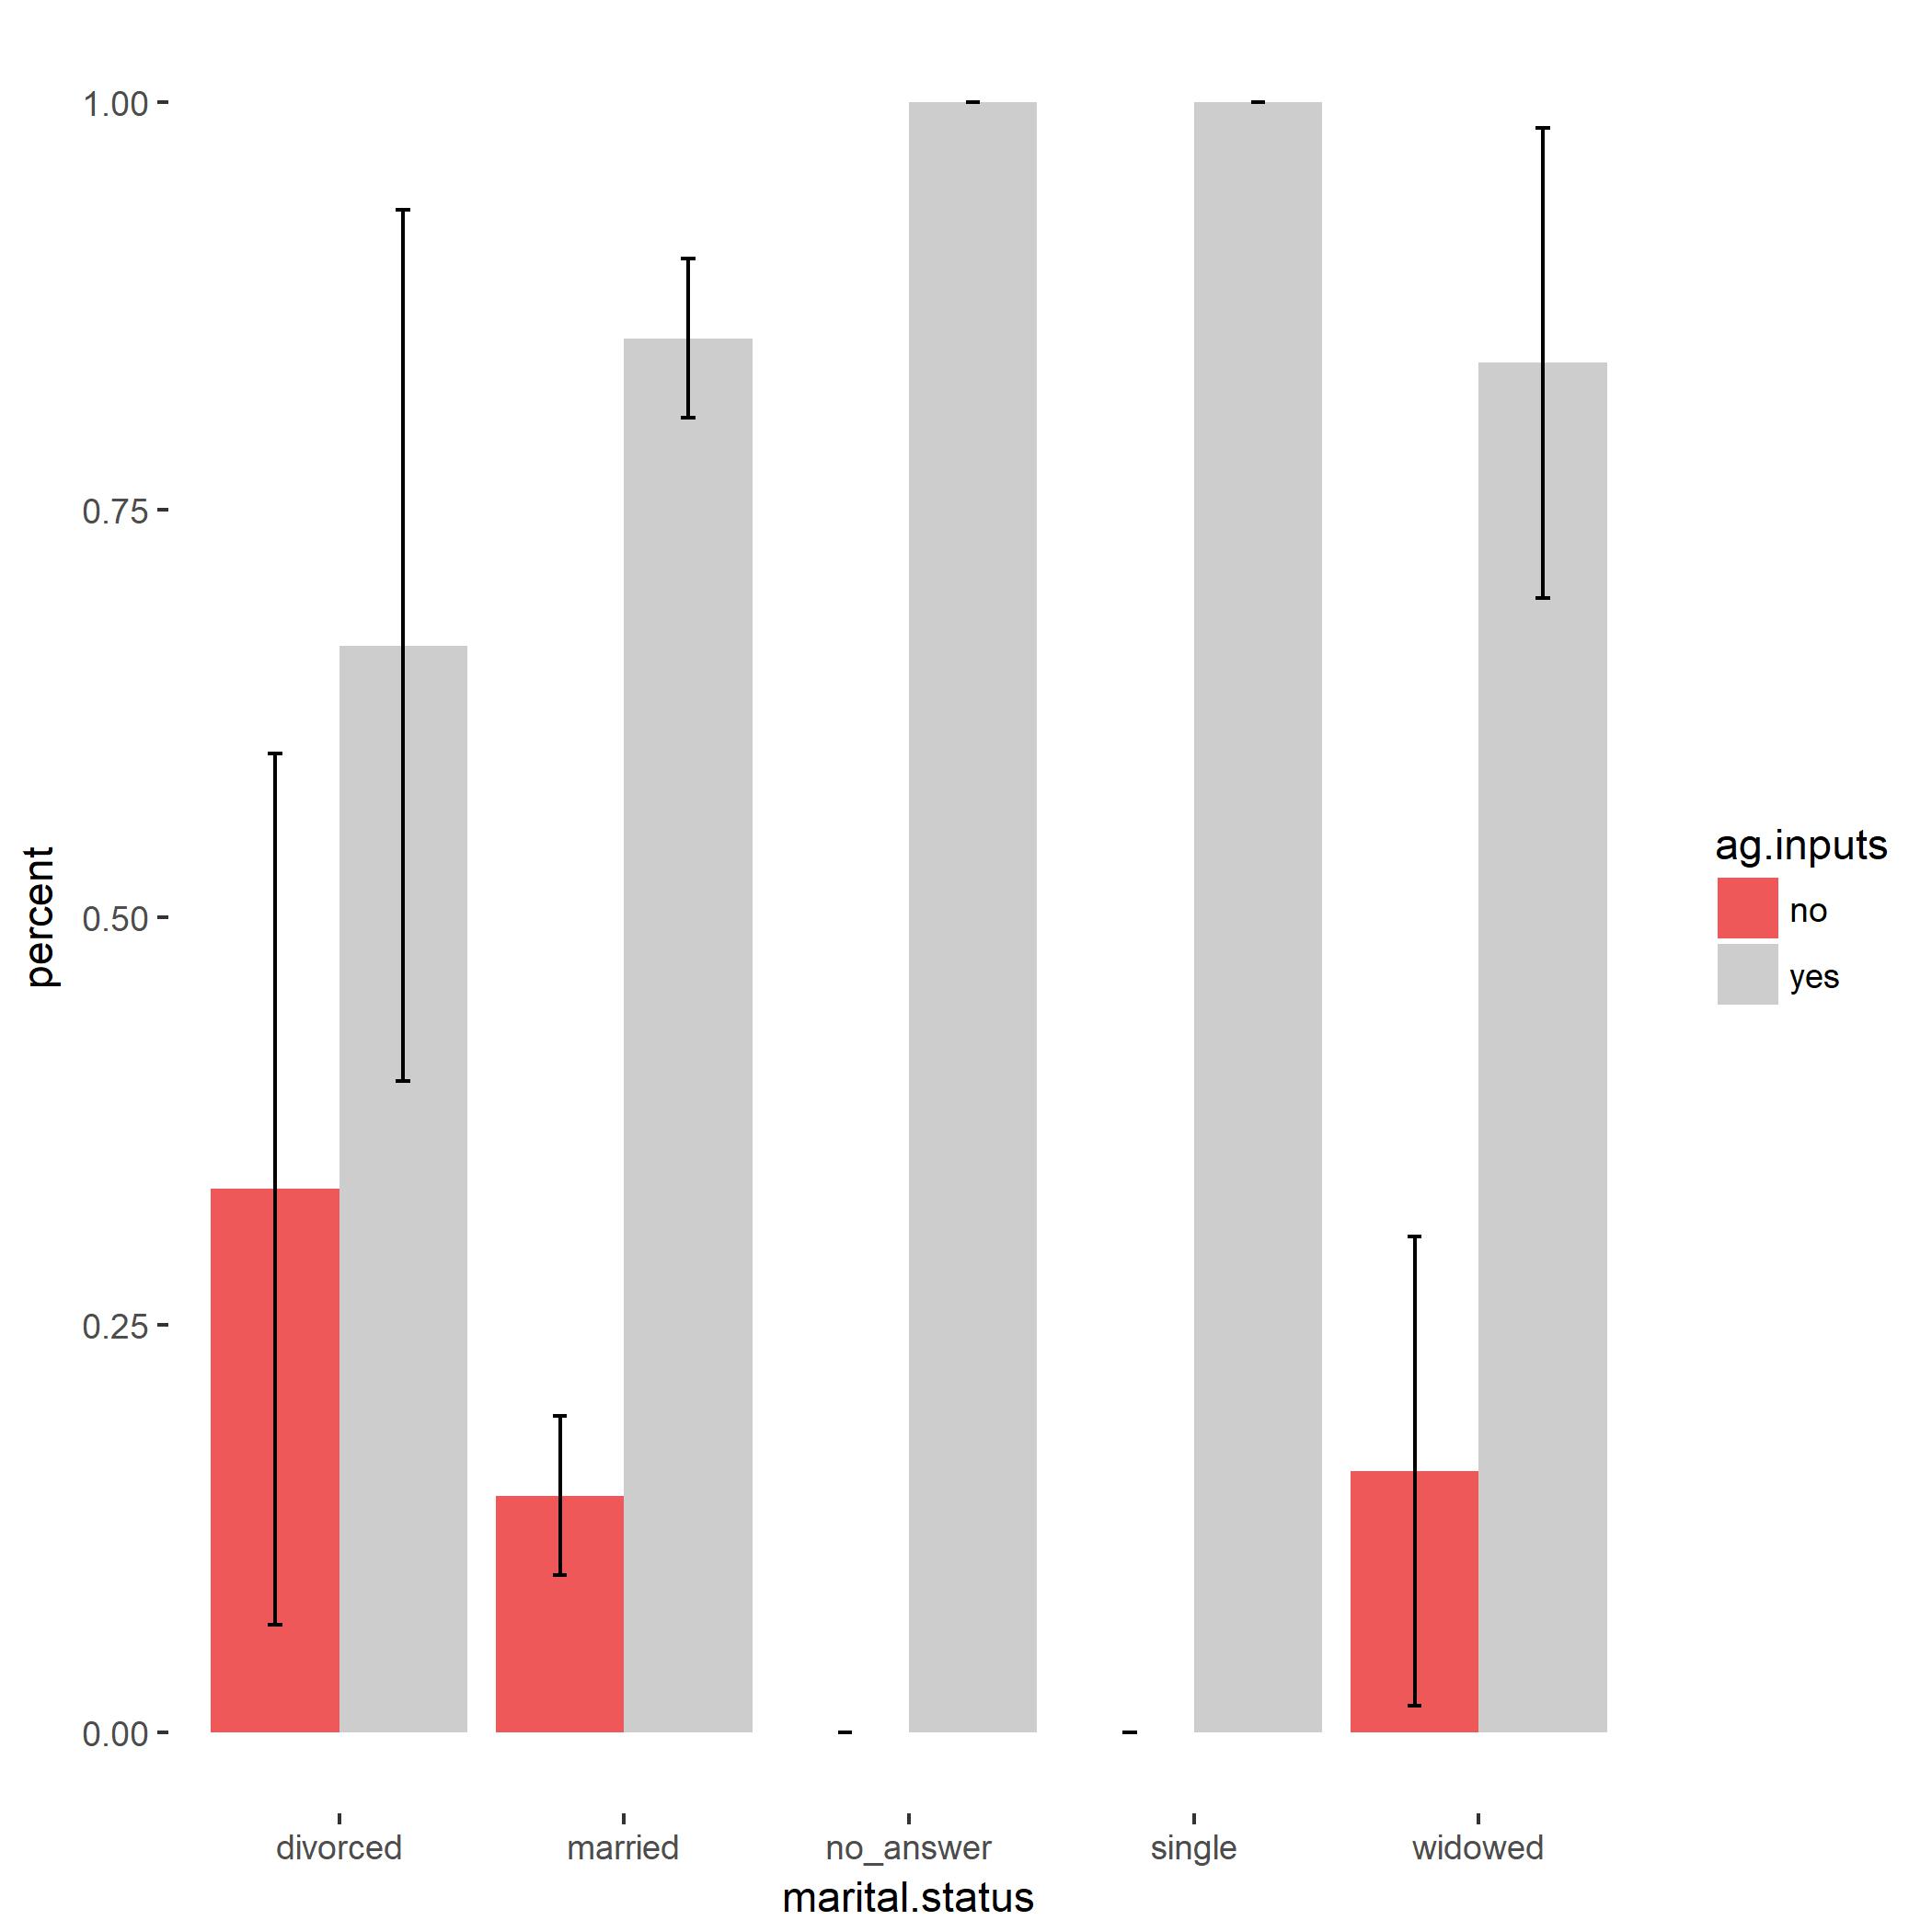 percent
1.00
0.75
0.50
0.25
0.00
divorced married no_answer single widowed
marital.status
ag.inputs
no
yes